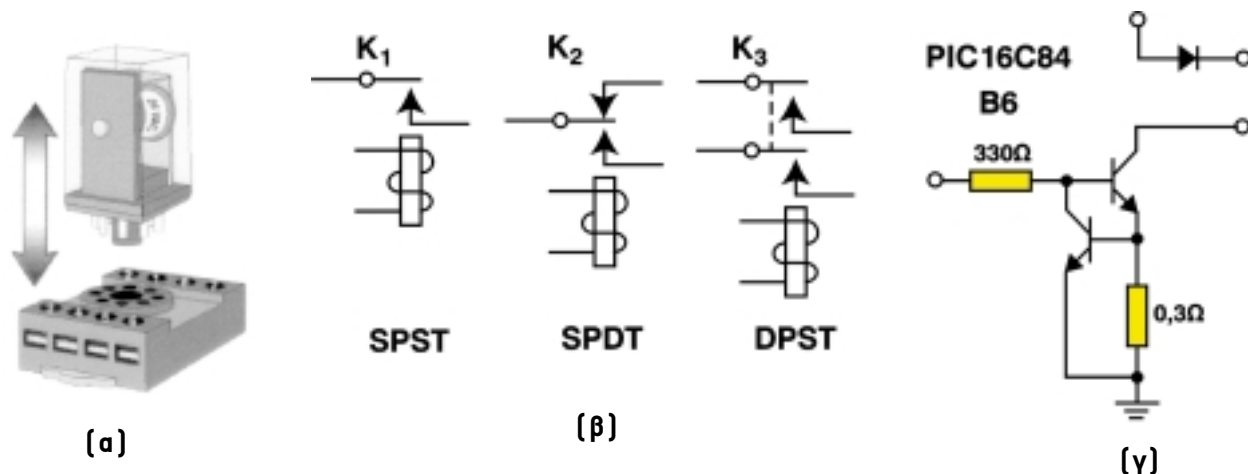 K1
K2
K3
SPST
SPDT
DPST
PIC16C84
B6
330Ω
0,3Ω
(α)
(β)
(γ)